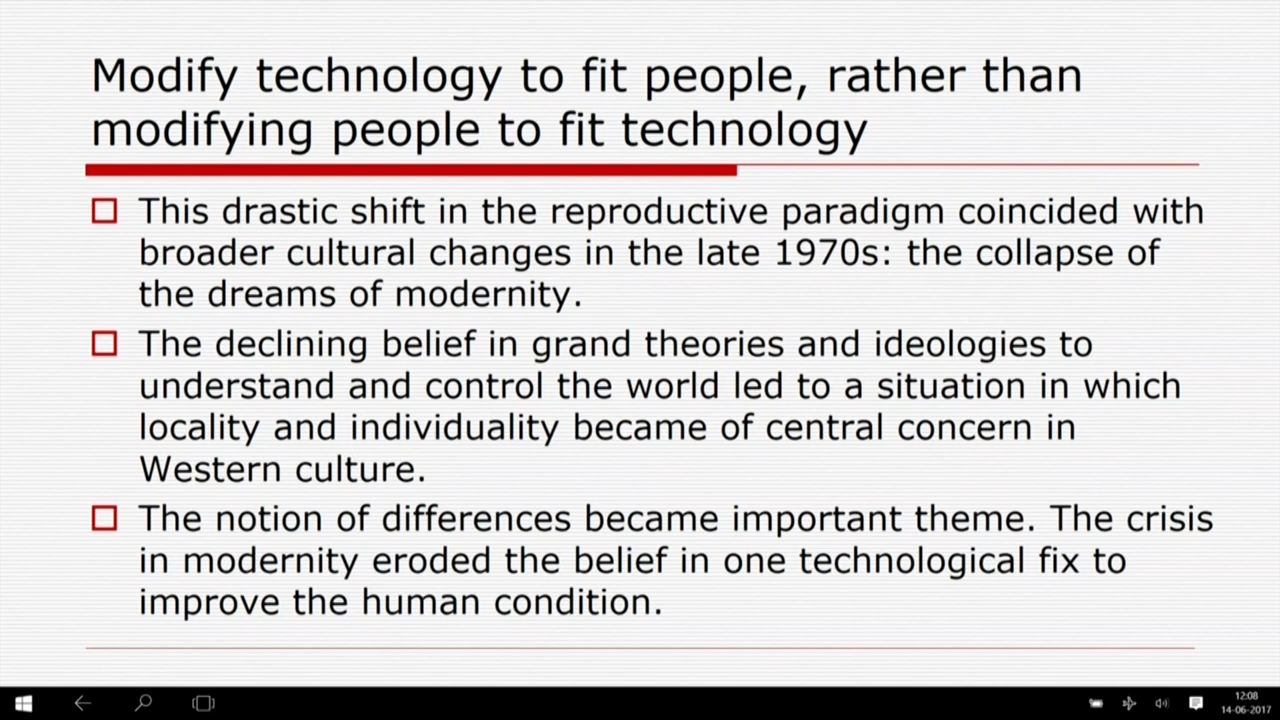 Modify technology to fit people, rather than
modifying people to fit technology
This drastic shift in the reproductive paradigm coincided with
broader cultural changes in the late 1970s: the collapse of
the dreams of modernity.
The declining belief in grand theories and ideologies to
understand and control the world led to a situation in which
locality and individuality became of central concern in
Western culture.
The notion of differences became important theme. The crisis
in modernity eroded the belief in one technological fix to
improve the human condition.
12:08
14-06-2017